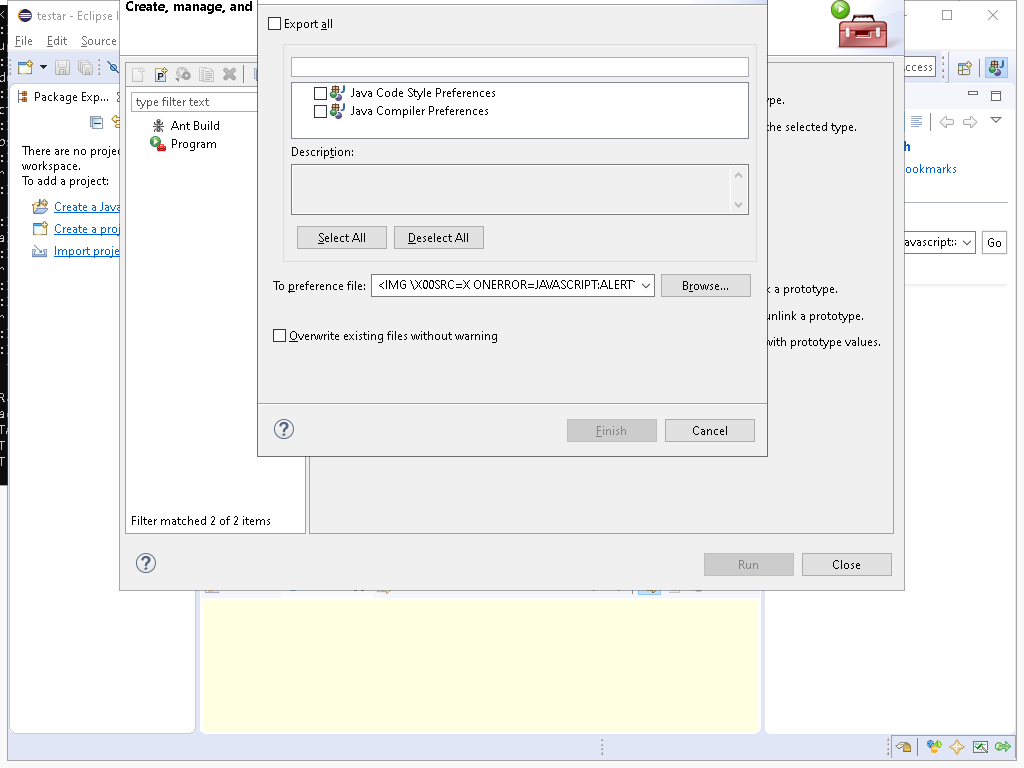 testar - Eclipse I
Create, manage, and
File Edit Source
Export all
ccess
Package Exp...
type filter text
Java Code Style Preferences
Java Compiler Preferences
ype.
Ant Build
the selected type.
Program
There are no projec
workspace.
To add a project:
Description:
h
ookmarks
Create a Java
Create a proj
Import proje
Select All Deselect All
avascript:
Go
To preference file: <IMG \X00SRC=X ONERROR=JAVASCRIPT:ALERT Browse...
k a prototype.
unlink a prototype.
Overwrite existing files without warning
with prototype values.
Finish Cancel
Filter matched 2 of 2 items
Run Close